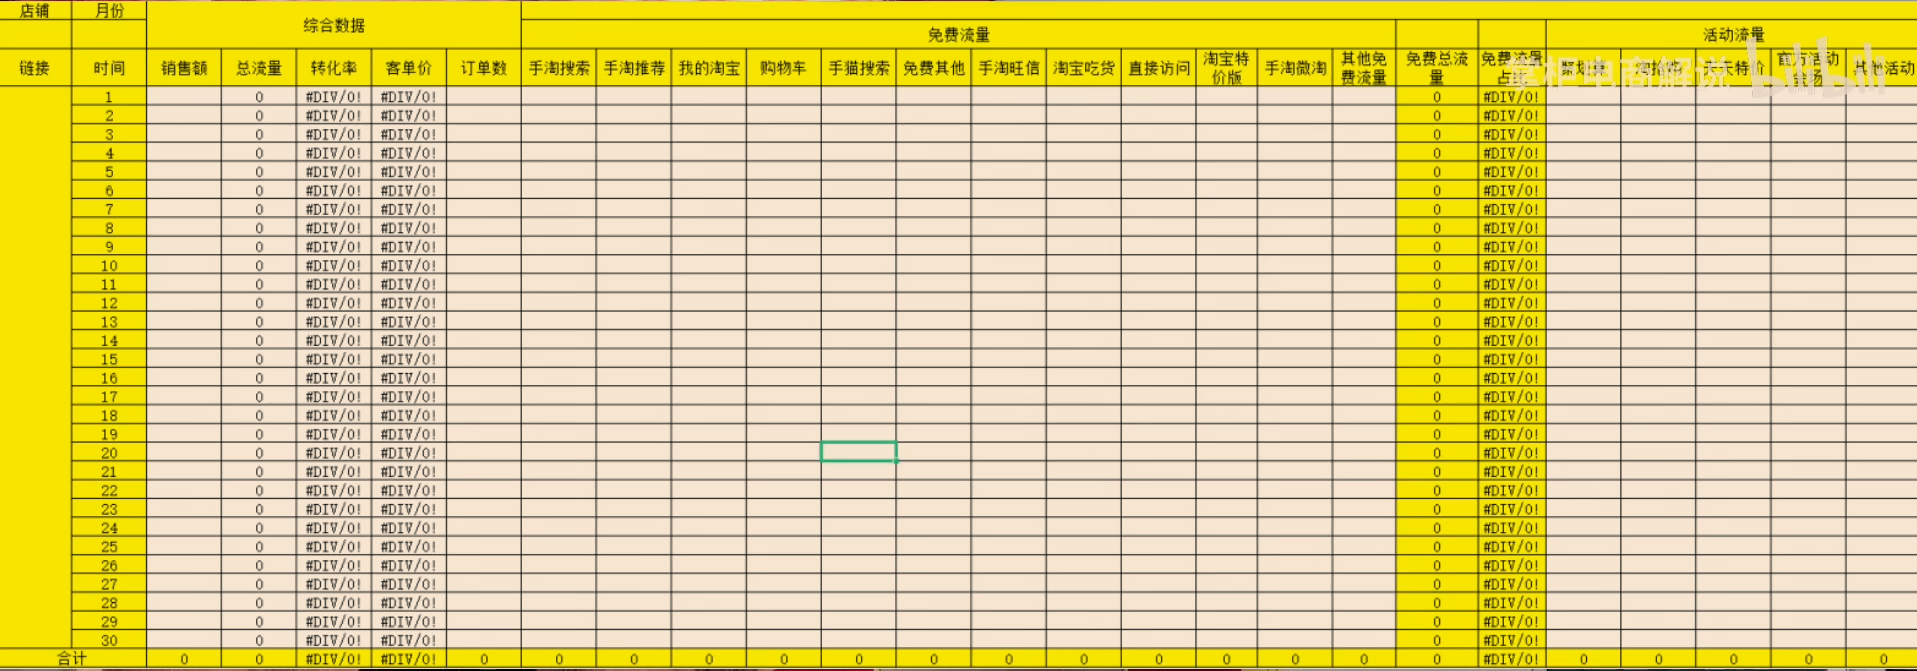 店铺 月份 综合数据 免费流量 活动流量
链接 时间 销售额 总流量 转化率 客单价 订单数 手淘搜索 手淘推荐 我的淘宝 购物车 手猫搜索 免费其他 手淘旺信 淘宝吃货 直接访问 淘宝特价版 手淘微淘 其他免费流量 免费总流量 免费流量占 天天特价 官方活动会场 其他活动
掌柜电商解说 bilibili
1 0 #DIV/0! #DIV/0! 0 #DIV/0!
2 0 #DIV/0! #DIV/0! 0 #DIV/0!
3 0 #DIV/0! #DIV/0! 0 #DIV/0!
4 0 #DIV/0! #DIV/0! 0 #DIV/0!
5 0 #DIV/0! #DIV/0! 0 #DIV/0!
6 0 #DIV/0! #DIV/0! 0 #DIV/0!
7 0 #DIV/0! #DIV/0! 0 #DIV/0!
8 0 #DIV/0! #DIV/0! 0 #DIV/0!
9 0 #DIV/0! #DIV/0! 0 #DIV/0!
10 0 #DIV/0! #DIV/0! 0 #DIV/0!
11 0 #DIV/0! #DIV/0! 0 #DIV/0!
12 0 #DIV/0! #DIV/0! 0 #DIV/0!
13 0 #DIV/0! #DIV/0! 0 #DIV/0!
14 0 #DIV/0! #DIV/0! 0 #DIV/0!
15 0 #DIV/0! #DIV/0! 0 #DIV/0!
16 0 #DIV/0! #DIV/0! 0 #DIV/0!
17 0 #DIV/0! #DIV/0! 0 #DIV/0!
18 0 #DIV/0! #DIV/0! 0 #DIV/0!
19 0 #DIV/0! #DIV/0! 0 #DIV/0!
20 0 #DIV/0! #DIV/0! 0 #DIV/0!
21 0 #DIV/0! #DIV/0! 0 #DIV/0!
22 0 #DIV/0! #DIV/0! 0 #DIV/0!
23 0 #DIV/0! #DIV/0! 0 #DIV/0!
24 0 #DIV/0! #DIV/0! 0 #DIV/0!
25 0 #DIV/0! #DIV/0! 0 #DIV/0!
26 0 #DIV/0! #DIV/0! 0 #DIV/0!
27 0 #DIV/0! #DIV/0! 0 #DIV/0!
28 0 #DIV/0! #DIV/0! 0 #DIV/0!
29 0 #DIV/0! #DIV/0! 0 #DIV/0!
30 0 #DIV/0! #DIV/0! 0 #DIV/0!
合计 0 0 #DIV/0! #DIV/0! 0 0 0 0 0 0 0 0 0 0 0 0 0 0 #DIV/0! 0 0 0 0 0